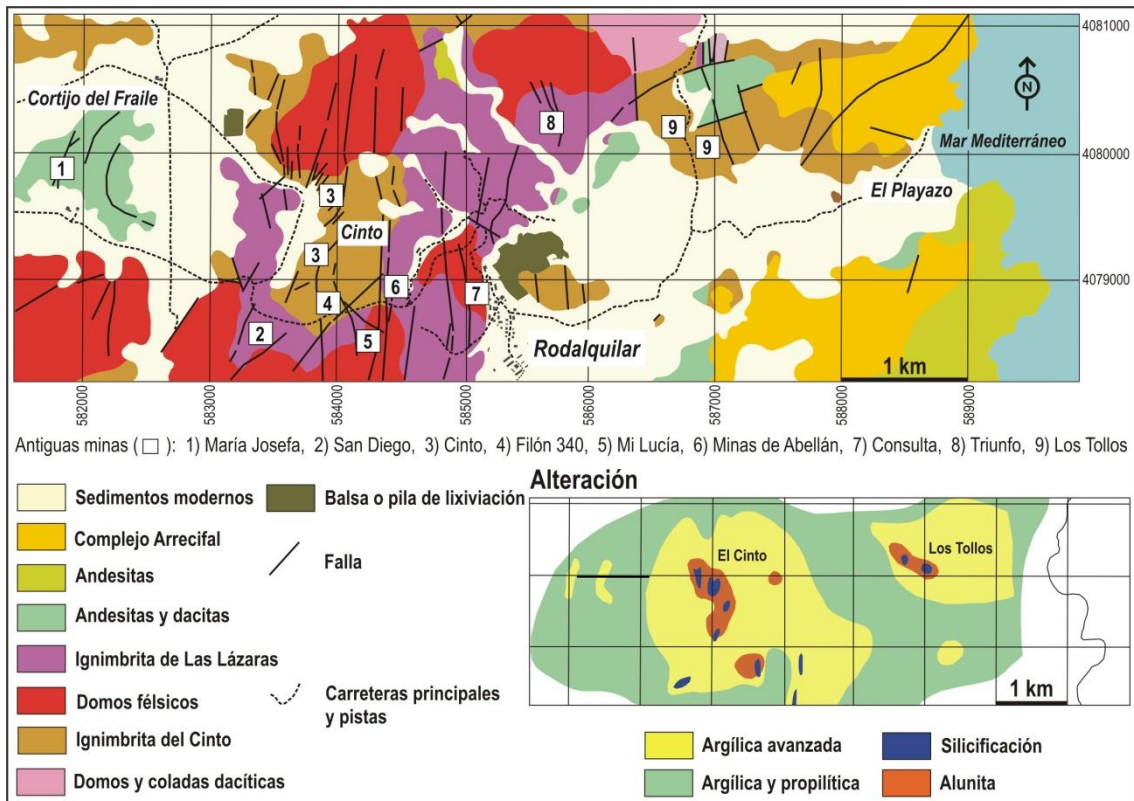 4081000
N
Cortijo del Fraile
8
9
1
9
Mar Mediterráneo
4080000
3
El Playazo
Cinto
3
6
7
4079000
4
2
5
Rodalquilar
1 km
582000
583000
584000
585000
586000
587000
588000
589000
Antiguas minas ( □ ): 1) María Josefa, 2) San Diego, 3) Cinto, 4) Filón 340, 5) Mi Lucía, 6) Minas de Abellán, 7) Consulta, 8) Triunfo, 9) Los Tollos
Sedimentos modernos
Complejo Arrecifal
Andesitas
Andesitas y dacitas
Ignimbrita de Las Lázaras
Domos félsicos
Ignimbrita del Cinto
Domos y coladas dacíticas
Balsa o pila de lixiviación
Falla
Carreteras principales
y pistas
Alteración
El Cinto
Los Tollos
1 km
Argílica avanzada
Argílica y propilítica
Silicificación
Alunita